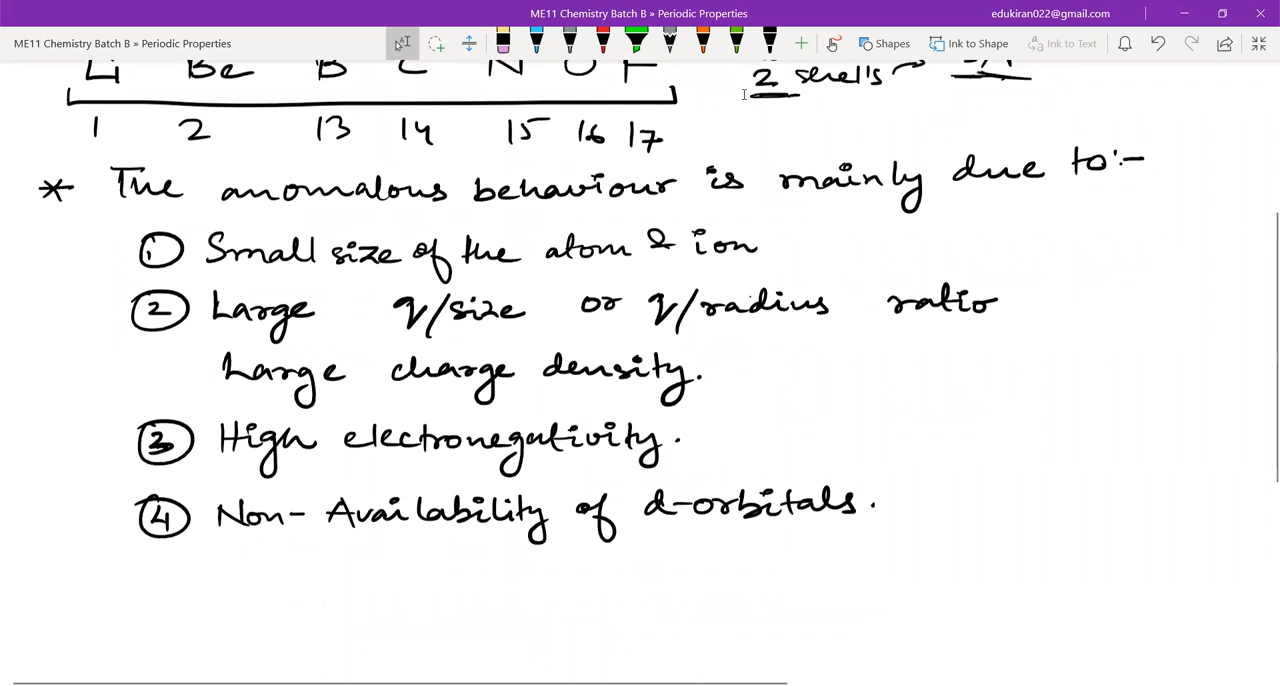 ME11 Chemistry Batch B » Periodic Properties
edukiran022@gmail.com
ME11 Chemistry Batch B » Periodic Properties
Shapes
Ink to Shape
Ink to Text
Li Be B C N O F
2 shells →
1 2 13 14 15 16 17
* The anomalous behaviour is mainly due to:-
① Small size of the atom & ion
② Large q/size or q/radius ratio
Large charge density.
③ High electronegativity.
④ Non-Availability of d-orbitals.